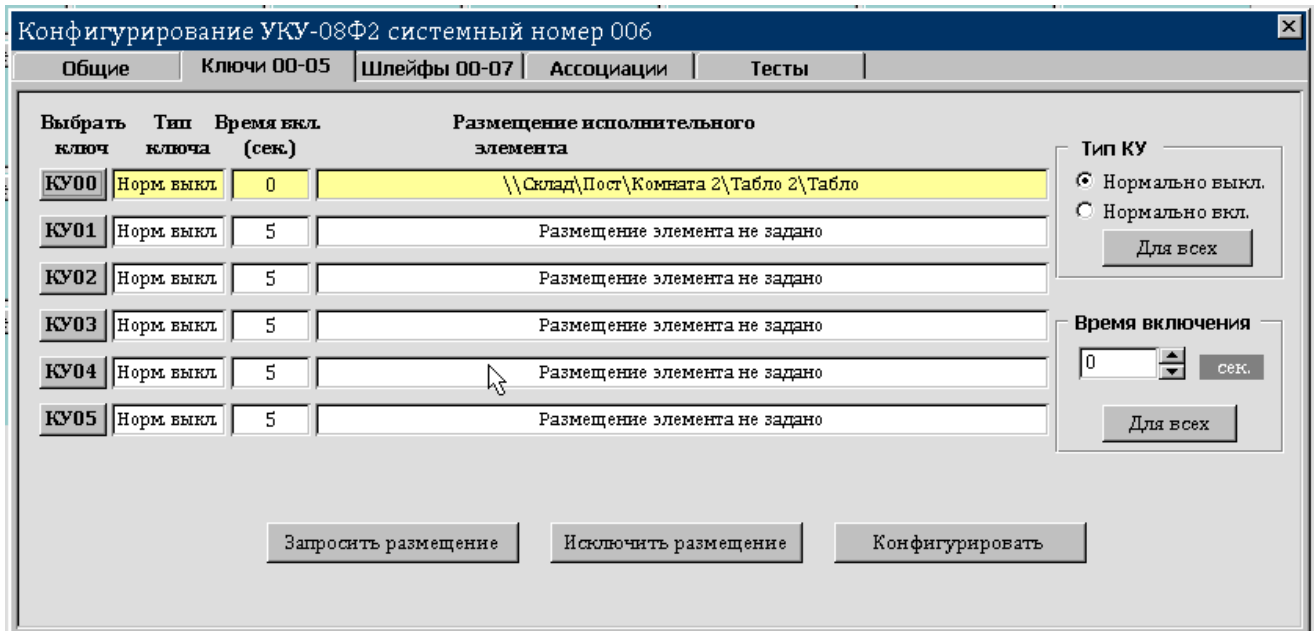 Конфигурирование УКУ-08Ф2 системный номер 006
Общие Ключи 00-05 Шлейфы 00-07 Ассоциации Тесты
Выбрать ключ Тип ключа Время вкл. (сек.) Размещение исполнительного элемента
КУ00 Норм. выкл. 0 \\Склад\Пост\Комната 2\Табло 2\Табло
КУ01 Норм. выкл. 5 Размещение элемента не задано
КУ02 Норм. выкл. 5 Размещение элемента не задано
КУ03 Норм. выкл. 5 Размещение элемента не задано
КУ04 Норм. выкл. 5 Размещение элемента не задано
КУ05 Норм. выкл. 5 Размещение элемента не задано
Тип КУ
Нормально выкл.
Нормально вкл.
Для всех
Время включения
0 сек.
Для всех
Запросить размещение Исключить размещение Конфигурировать